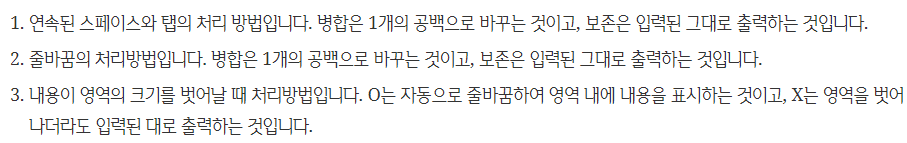 1. 연속된 스페이스와 탭의 처리 방법입니다. 병합은 1개의 공백으로 바꾸는 것이고, 보존은 입력된 그대로 출력하는 것입니다.
2. 줄바꿈의 처리방법입니다. 병합은 1개의 공백으로 바꾸는 것이고, 보존은 입력된 그대로 출력하는 것입니다.
3. 내용이 영역의 크기를 벗어날 때 처리방법입니다. O는 자동으로 줄바꿈하여 영역 내에 내용을 표시하는 것이고, X는 영역을 벗어
나더라도 입력된 대로 출력하는 것입니다.